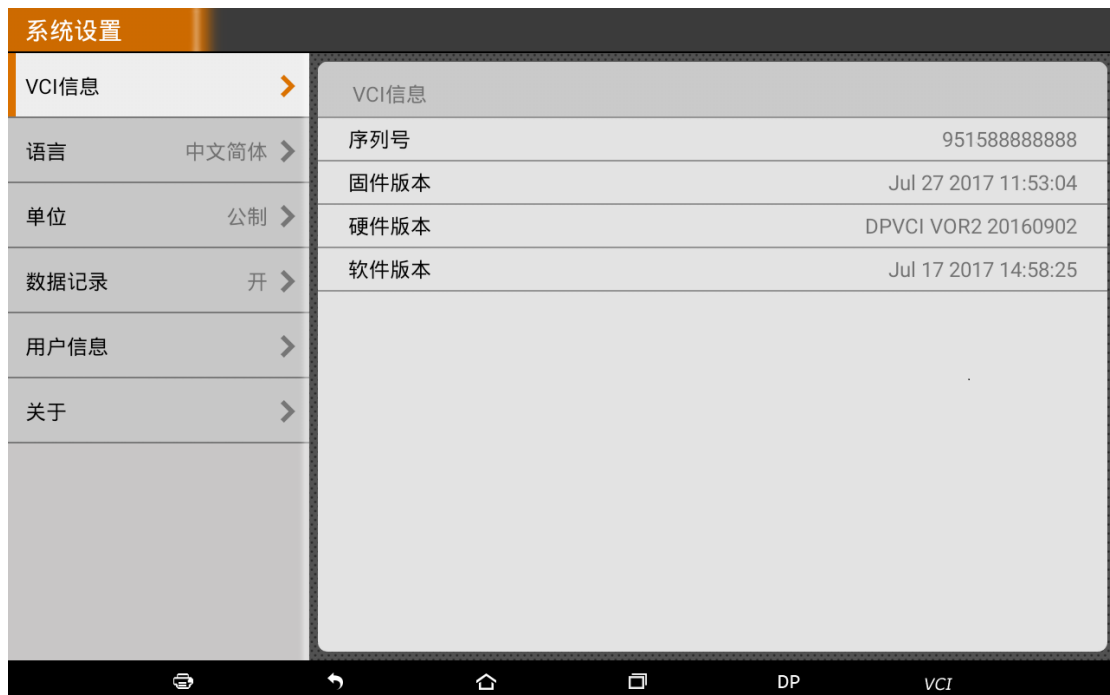 系统设置
VCI信息
语言 中文简体
单位 公制
数据记录 开
用户信息
关于
VCI信息
序列号 951588888888
固件版本 Jul 27 2017 11:53:04
硬件版本 DPVCI VOR2 20160902
软件版本 Jul 17 2017 14:58:25
DP VCI